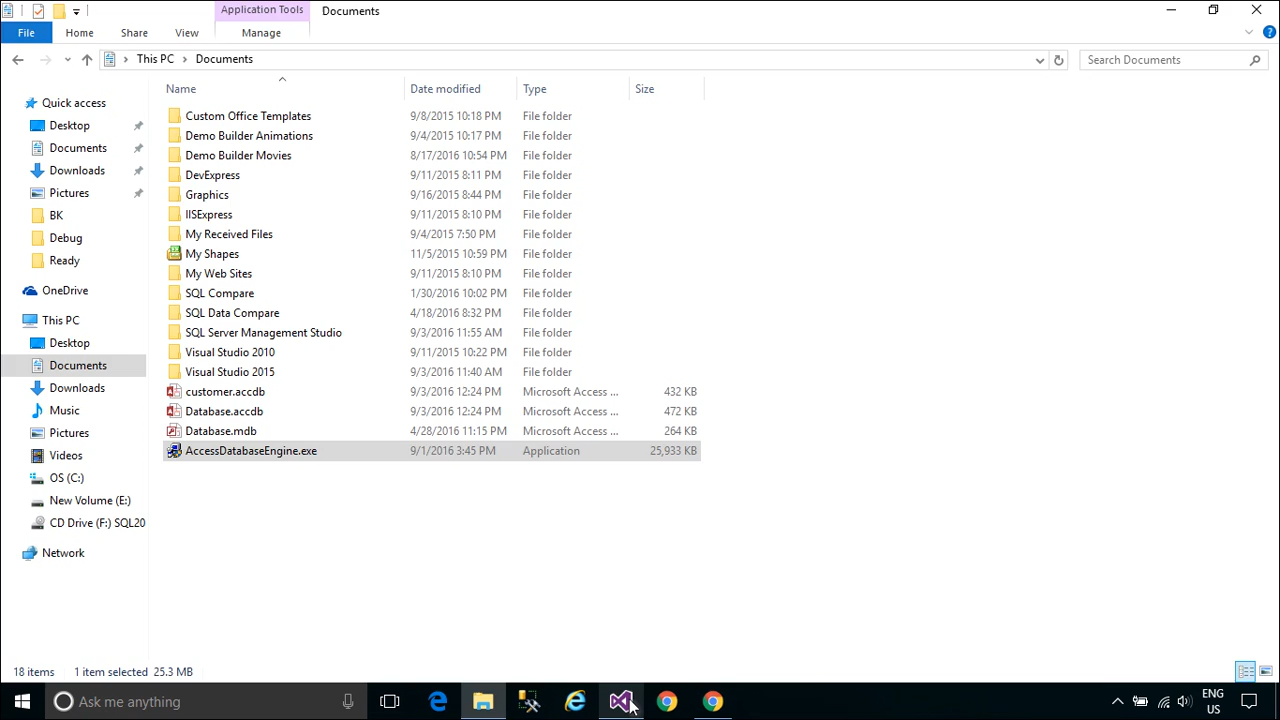 Application Tools
Documents
File
Home
Share
View
Manage
This PC
Documents
Search Documents
Name
Date modified
Type
Size
Quick access
Desktop
Documents
Downloads
Pictures
BK
Debug
Ready
OneDrive
This PC
Desktop
Documents
Downloads
Music
Pictures
Videos
OS (C:)
New Volume (E:)
CD Drive (F:) SQL20
Network
Custom Office Templates 9/8/2015 10:18 PM File folder
Demo Builder Animations 9/4/2015 10:17 PM File folder
Demo Builder Movies 8/17/2016 10:54 PM File folder
DevExpress 9/11/2015 8:11 PM File folder
Graphics 9/16/2015 8:44 PM File folder
IISExpress 9/11/2015 8:10 PM File folder
My Received Files 9/4/2015 7:50 PM File folder
My Shapes 11/5/2015 10:59 PM File folder
My Web Sites 9/11/2015 8:10 PM File folder
SQL Compare 1/30/2016 10:02 PM File folder
SQL Data Compare 4/18/2016 8:32 PM File folder
SQL Server Management Studio 9/3/2016 11:55 AM File folder
Visual Studio 2010 9/11/2015 10:22 PM File folder
Visual Studio 2015 9/3/2016 11:40 AM File folder
customer.accdb 9/3/2016 12:24 PM Microsoft Access ... 432 KB
Database.accdb 9/3/2016 12:24 PM Microsoft Access ... 472 KB
Database.mdb 4/28/2016 11:15 PM Microsoft Access ... 264 KB
AccessDatabaseEngine.exe 9/1/2016 3:45 PM Application 25,933 KB
18 items
1 item selected 25.3 MB
Ask me anything
ENG
US